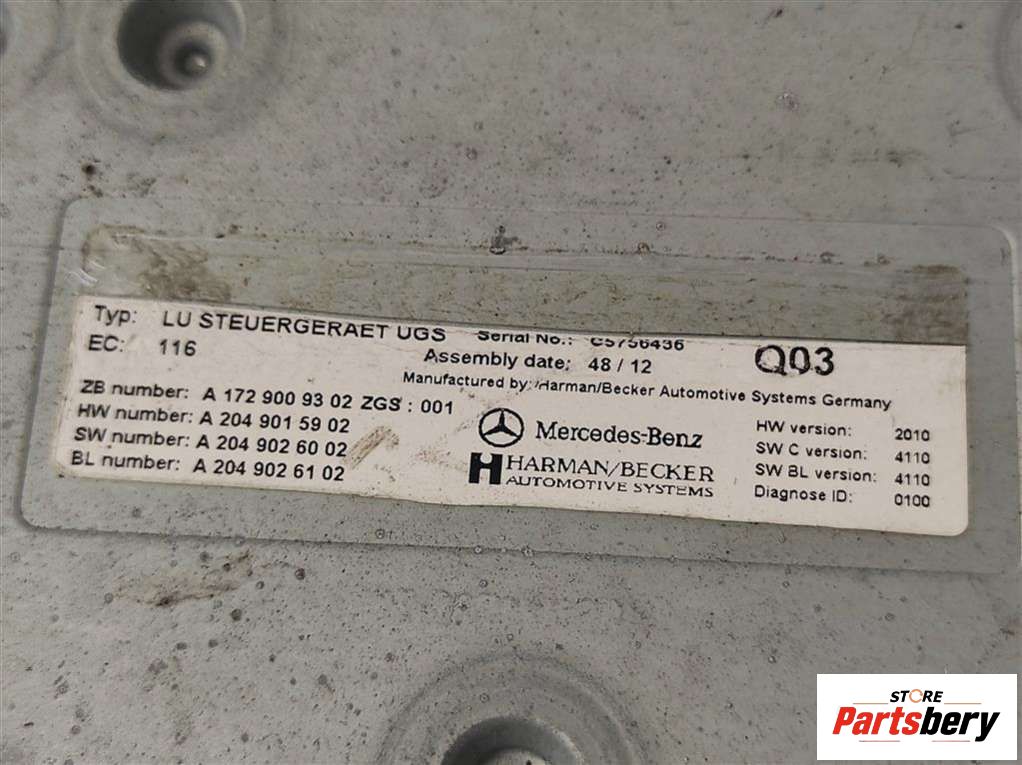 Typ: LU STEUERGERAET UGS Serial No.: C5756436
EC: 116 Assembly date: 48 / 12 Q03
Manufactured by: Harman/Becker Automotive Systems Germany
ZB number: A 172 900 93 02 ZGS : 001
HW number: A 204 901 59 02
SW number: A 204 902 60 02
BL number: A 204 902 61 02
Mercedes-Benz
HARMAN/BECKER
AUTOMOTIVE SYSTEMS
HW version: 2010
SW C version: 4110
SW BL version: 4110
Diagnose ID: 0100
STORE
Partsbery